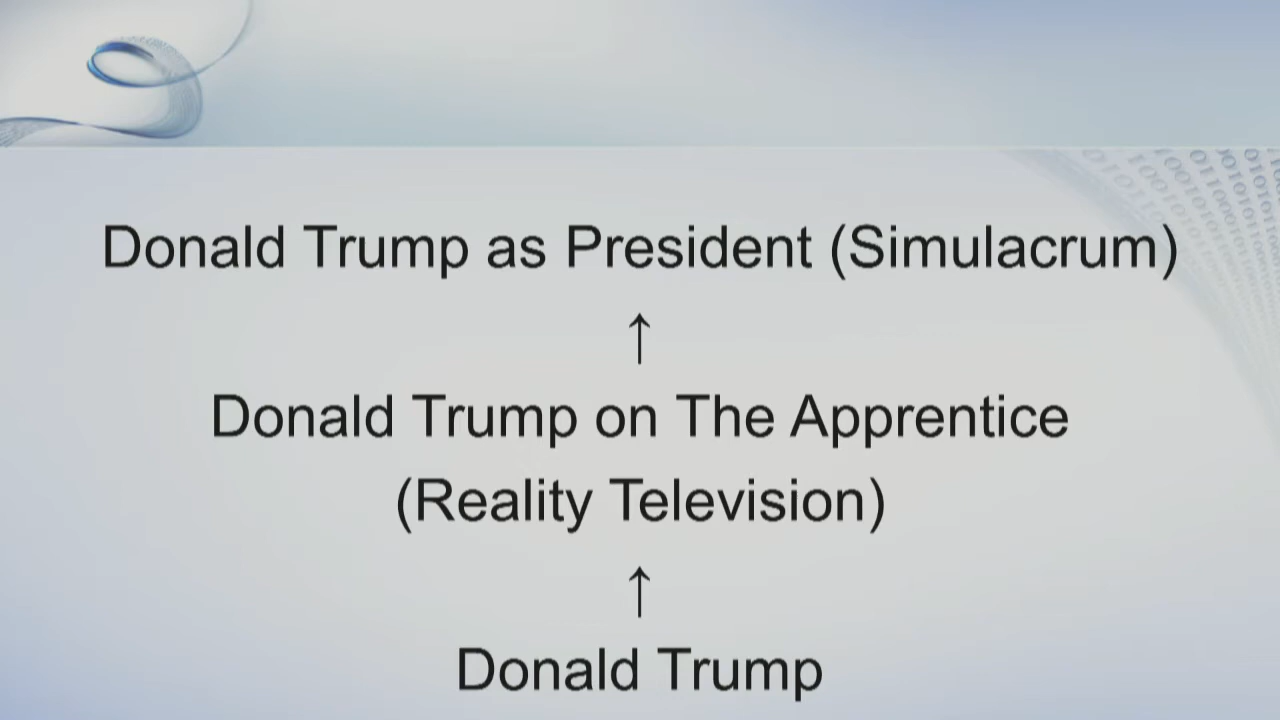 Donald Trump as President (Simulacrum)
↑
Donald Trump on The Apprentice
(Reality Television)
↑
Donald Trump